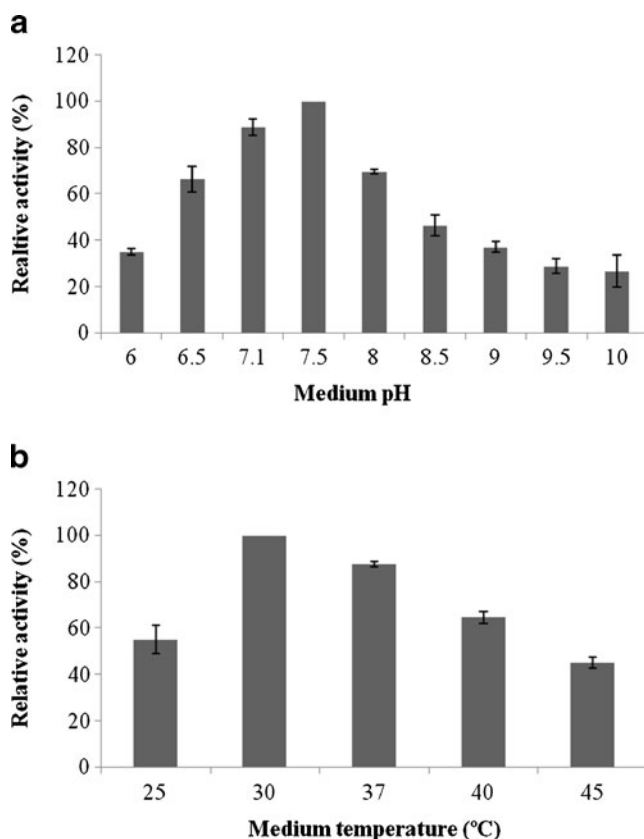 a
Realtive activity (%)
120
100
80
60
40
20
0
6 6.5 7.1 7.5 8 8.5 9 9.5 10
Medium pH
b
Relative activity (%)
120
100
80
60
40
20
0
25 30 37 40 45
Medium temperature (ºC)